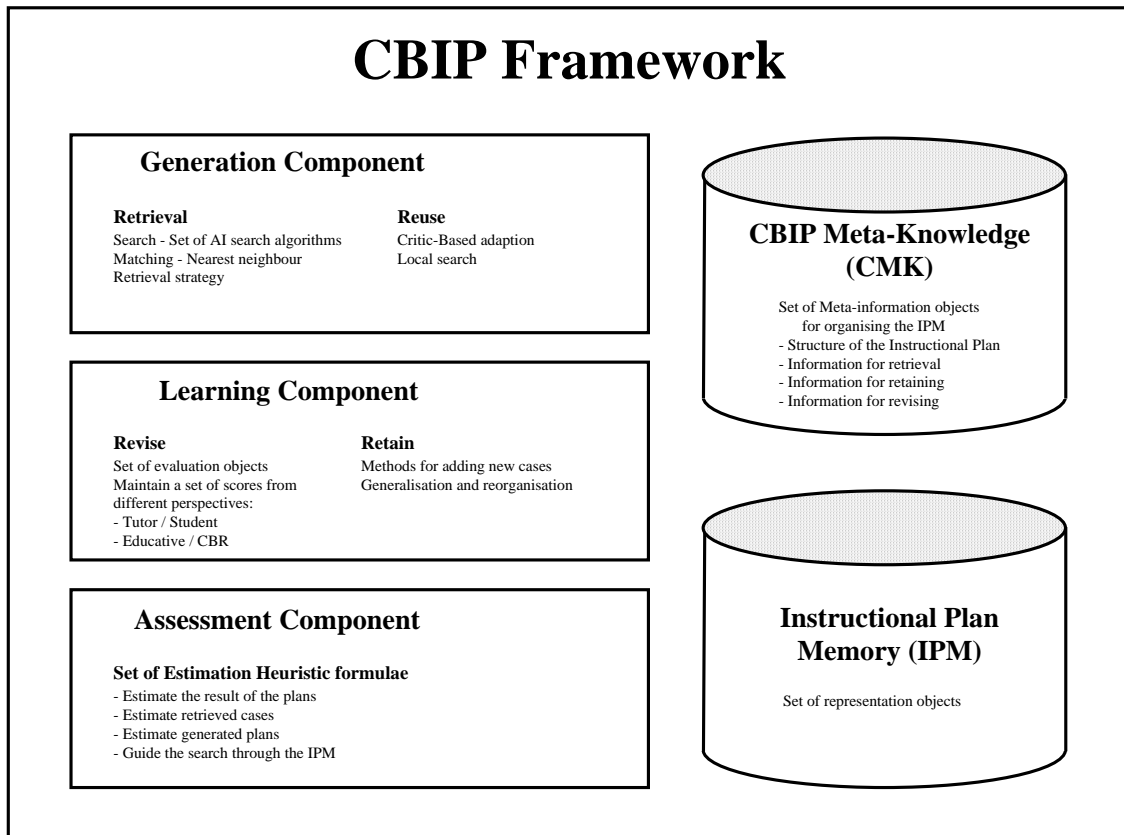 CBIP Framework
Generation Component
Retrieval
Search - Set of AI search algorithms
Matching - Nearest neighbour
Retrieval strategy
Reuse
Critic-Based adaption
Local search
Learning Component
Revise
Set of evaluation objects
Maintain a set of scores from
different perspectives:
- Tutor / Student
- Educative / CBR
Retain
Methods for adding new cases
Generalisation and reorganisation
Assessment Component
Set of Estimation Heuristic formulae
- Estimate the result of the plans
- Estimate retrieved cases
- Estimate generated plans
- Guide the search through the IPM
CBIP Meta-Knowledge
(CMK)
Set of Meta-information objects
for organising the IPM
- Structure of the Instructional Plan
- Information for retrieval
- Information for retaining
- Information for revising
Instructional Plan
Memory (IPM)
Set of representation objects